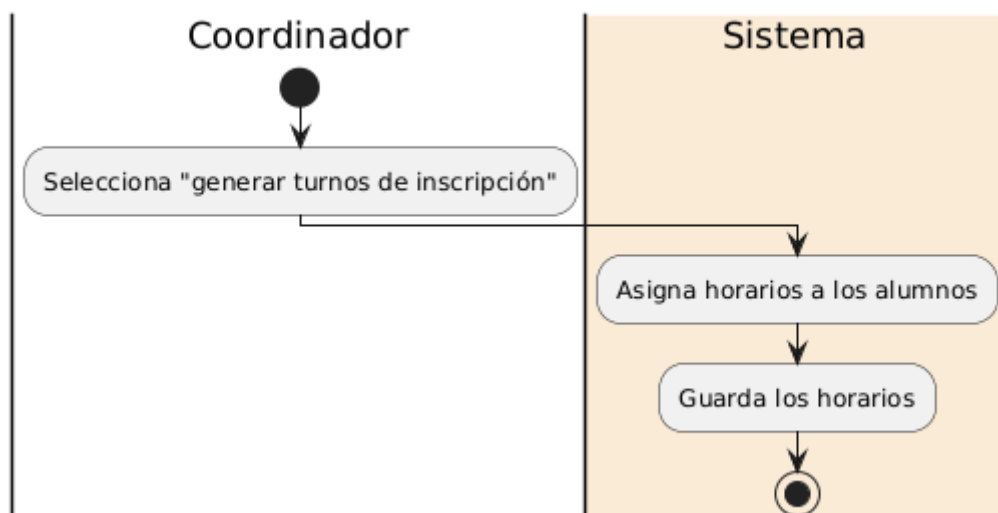 Coordinador
Sistema
Selecciona "generar turnos de inscripción"
Asigna horarios a los alumnos
Guarda los horarios